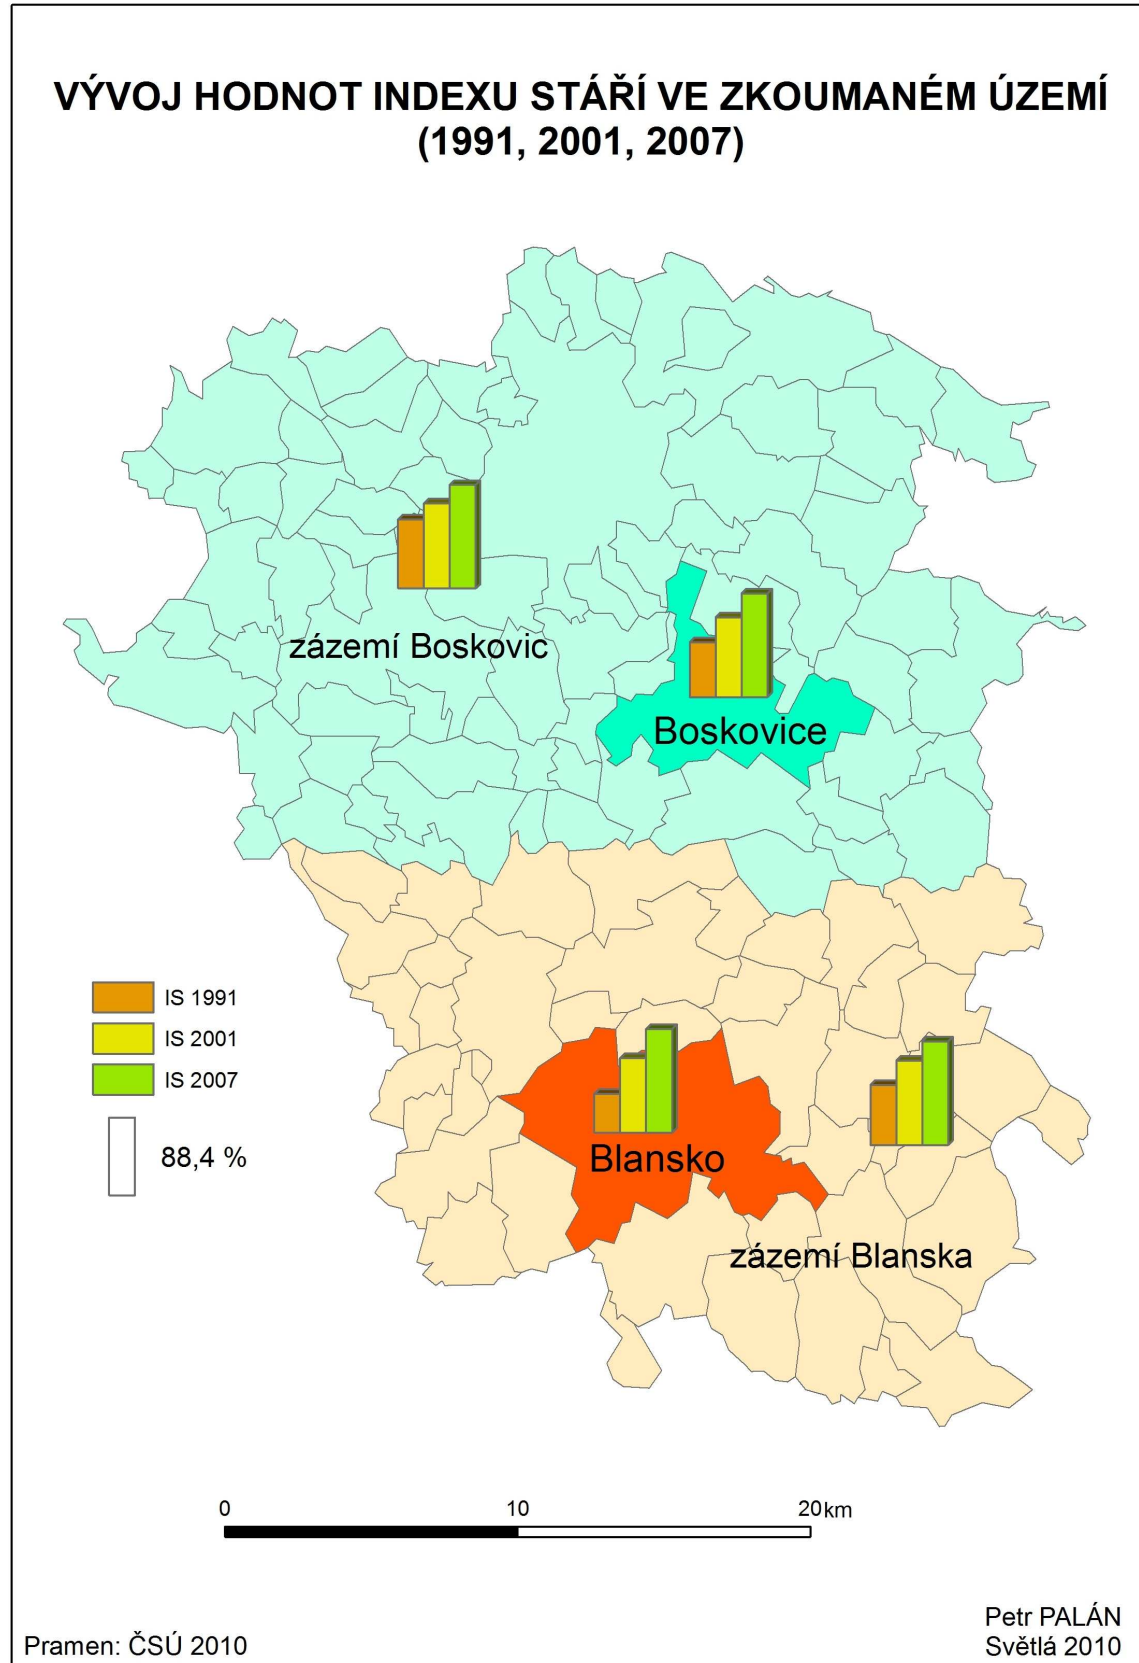 VÝVOJ HODNOT INDEXU STÁŘÍ VE ZKOUMANÉM ÚZEMÍ
(1991, 2001, 2007)
zázemí Boskovic
Boskovice
IS 1991
IS 2001
IS 2007
88,4 %
Blansko
zázemí Blanska
0 10 20km
Petr PALÁN
Pramen: ČSÚ 2010
Světlá 2010